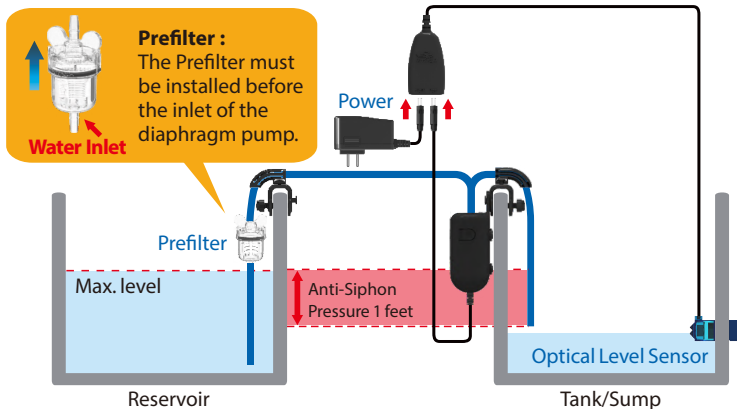 Prefilter :
The Prefilter must
be installed before
the inlet of the
diaphragm pump.
Water Inlet
Power
Prefilter
Max. level
Anti-Siphon
Pressure 1 feet
Optical Level Sensor
Reservoir
Tank/Sump